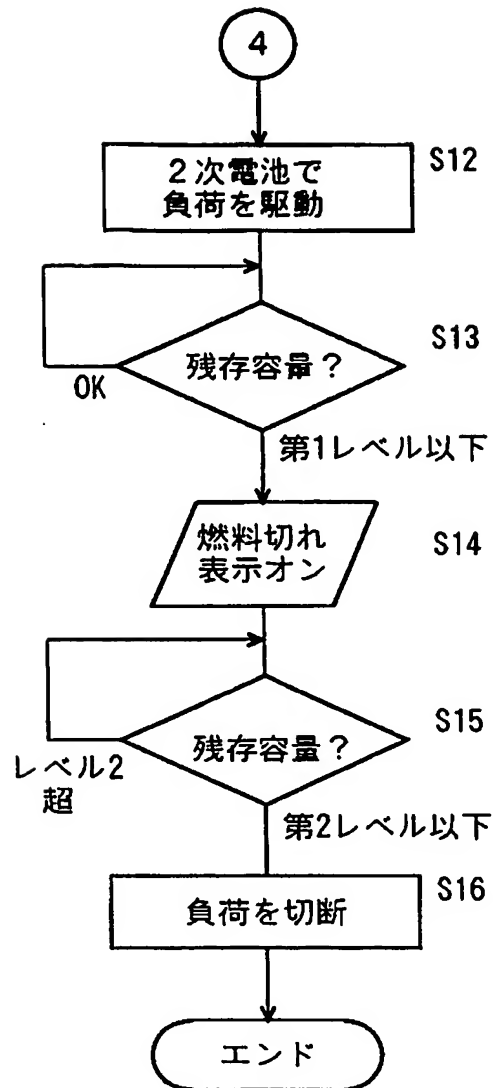 4
2次電池で
負荷を駆動
S12
残存容量?
S13
OK
第1レベル以下
燃料切れ
表示オン
S14
残存容量?
S15
レベル2
超
第2レベル以下
負荷を切断
S16
エンド